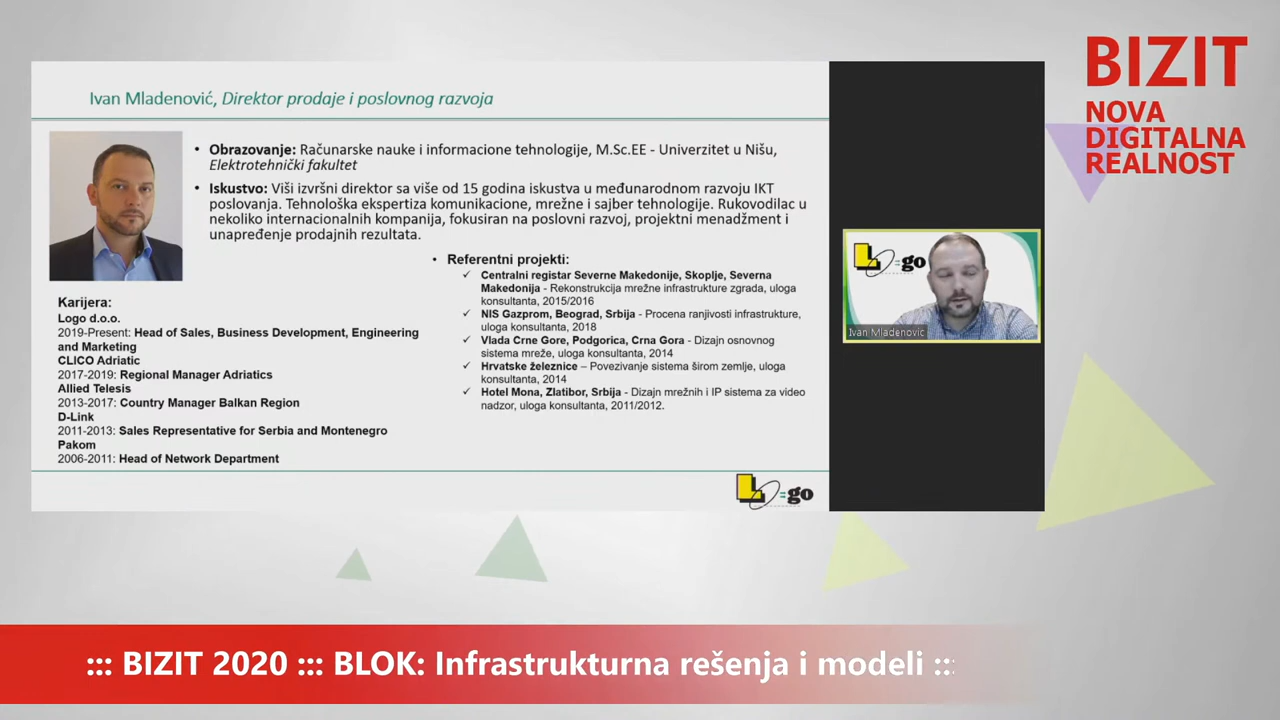 BIZIT
NOVA
DIGITALNA
REALNOST
Ivan Mladenović, Direktor prodaje i poslovnog razvoja
• Obrazovanje: Računarske nauke i informacione tehnologije, M.Sc.EE - Univerzitet u Nišu,
Elektrotehnički fakultet
• Iskustvo: Viši izvršni direktor sa više od 15 godina iskustva u međunarodnom razvoju IKT
poslovanja. Tehnološka ekspertiza komunikacione, mrežne i sajber tehnologije. Rukovodilac u
nekoliko internacionalnih kompanija, fokusiran na poslovni razvoj, projektni menadžment i
unapređenje prodajnih rezultata.
• Referentni projekti:
✓ Centralni registar Severne Makedonije, Skoplje, Severna
Makedonija - Rekonstrukcija mrežne infrastrukture zgrada, uloga
konsultanta, 2015/2016
✓ NIS Gazprom, Beograd, Srbija - Procena ranjivosti infrastrukture,
uloga konsultanta, 2018
✓ Vlada Crne Gore, Podgorica, Crna Gora - Dizajn osnovnog
sistema mreže, uloga konsultanta, 2014
✓ Hrvatske železnice – Povezivanje sistema širom zemlje, uloga
konsultanta, 2014
✓ Hotel Mona, Zlatibor, Srbija - Dizajn mrežnih i IP sistema za video
nadzor, uloga konsultanta, 2011/2012.
Karijera:
Logo d.o.o.
2019-Present: Head of Sales, Business Development, Engineering
and Marketing
CLICO Adriatic
2017-2019: Regional Manager Adriatics
Allied Telesis
2013-2017: Country Manager Balkan Region
D-Link
2011-2013: Sales Representative for Serbia and Montenegro
Pakom
2006-2011: Head of Network Department
Logo
Logo
Ivan Mladenovic
::: BIZIT 2020 ::: BLOK: Infrastrukturna rešenja i modeli :::